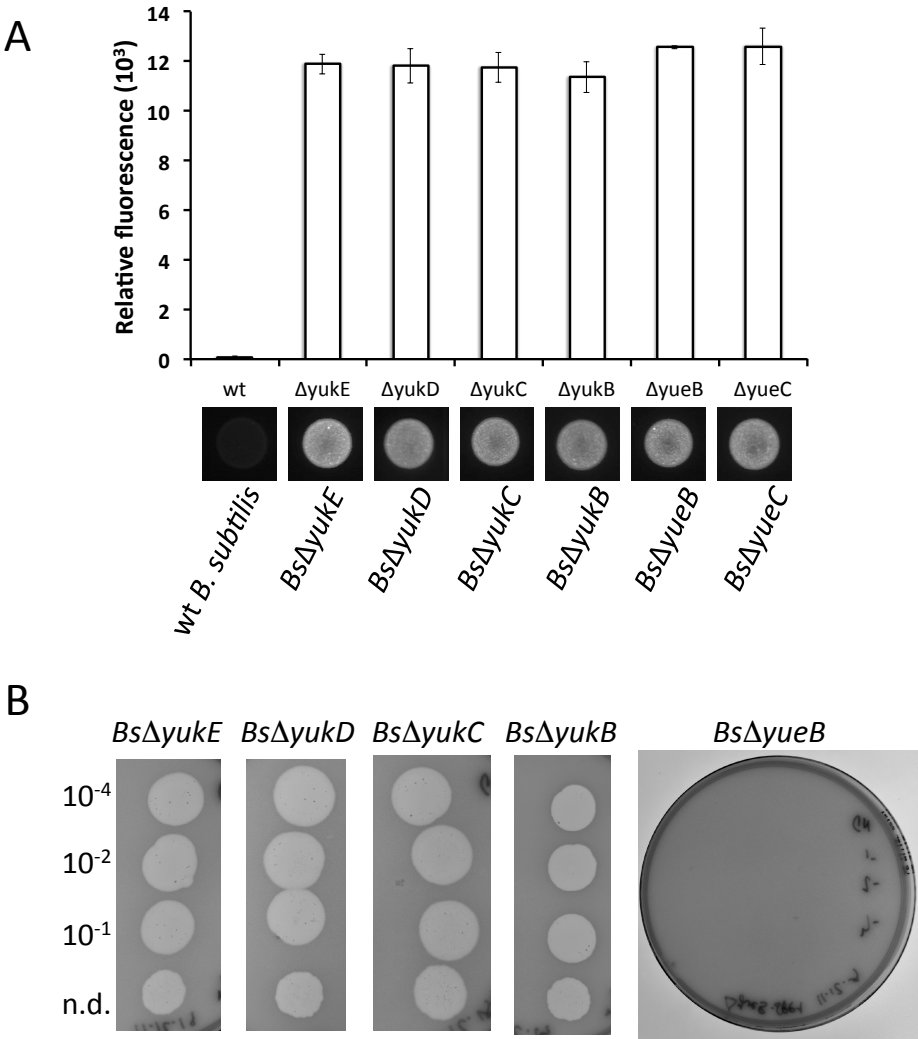 A
Relative fluorescence (10³)
14
12
10
8
6
4
2
0
wt ΔyukE ΔyukD ΔyukC ΔyukB ΔyueB ΔyueC
wt B. subtilis BsΔyukE BsΔyukD BsΔyukC BsΔyukB BsΔyueB BsΔyueC
B
BsΔyukE BsΔyukD BsΔyukC BsΔyukB BsΔyueB
10⁻⁴
10⁻²
10⁻¹
n.d.